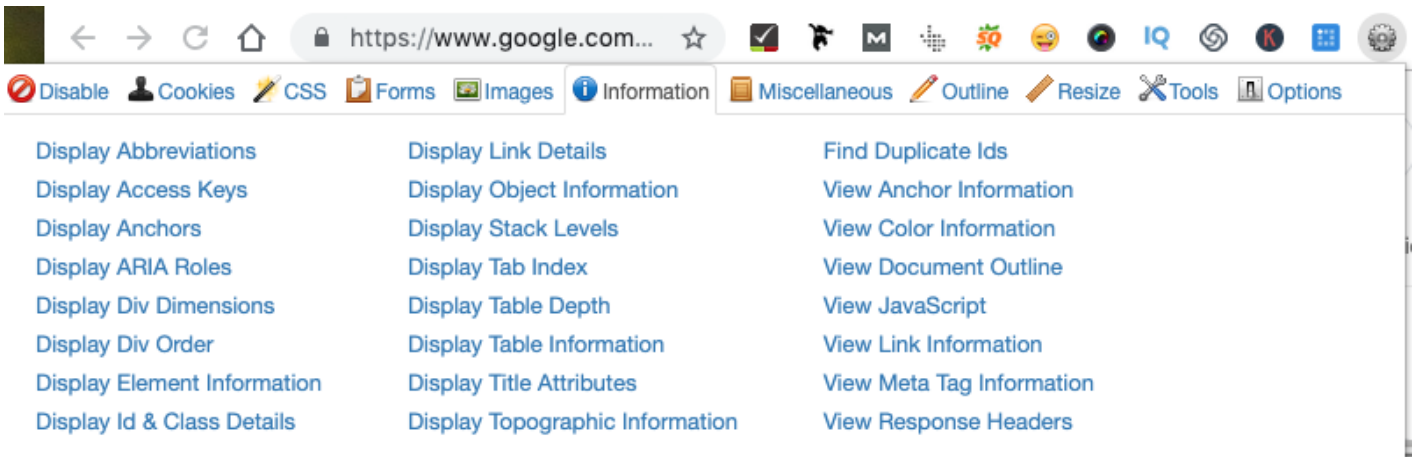 https://www.google.com...
Disable Cookies CSS Forms Images Information Miscellaneous Outline Resize Tools Options
Display Abbreviations
Display Access Keys
Display Anchors
Display ARIA Roles
Display Div Dimensions
Display Div Order
Display Element Information
Display Id & Class Details
Display Link Details
Display Object Information
Display Stack Levels
Display Tab Index
Display Table Depth
Display Table Information
Display Title Attributes
Display Topographic Information
Find Duplicate Ids
View Anchor Information
View Color Information
View Document Outline
View JavaScript
View Link Information
View Meta Tag Information
View Response Headers